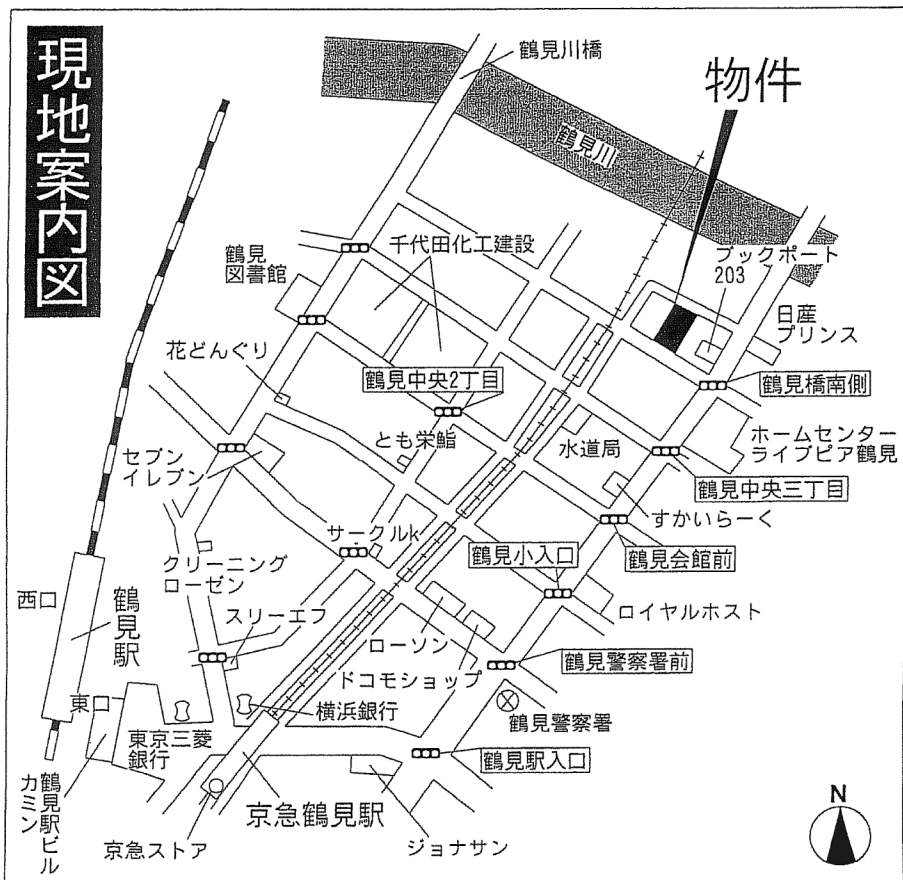 現地案内図
鶴見川橋
物件
鶴見川
千代田化工建設
鶴見
図書館
ブックポート
203
日産
プリンス
花どんぐり
鶴見中央2丁目
鶴見橋南側
とも栄鮨
水道局
ホームセンター
ライブピア鶴見
セブン
イレブン
鶴見中央三丁目
すかいらーく
サークルk
鶴見小入口
鶴見会館前
クリーニング
ローゼン
西口
鶴見駅
スリーエフ
ローソン
ロイヤルホスト
鶴見警察署前
ドコモショップ
東口
横浜銀行
鶴見警察署
東京三菱
銀行
鶴見駅入口
鶴見駅ビル
カミン
京急鶴見駅
京急ストア
ジョナサン
N